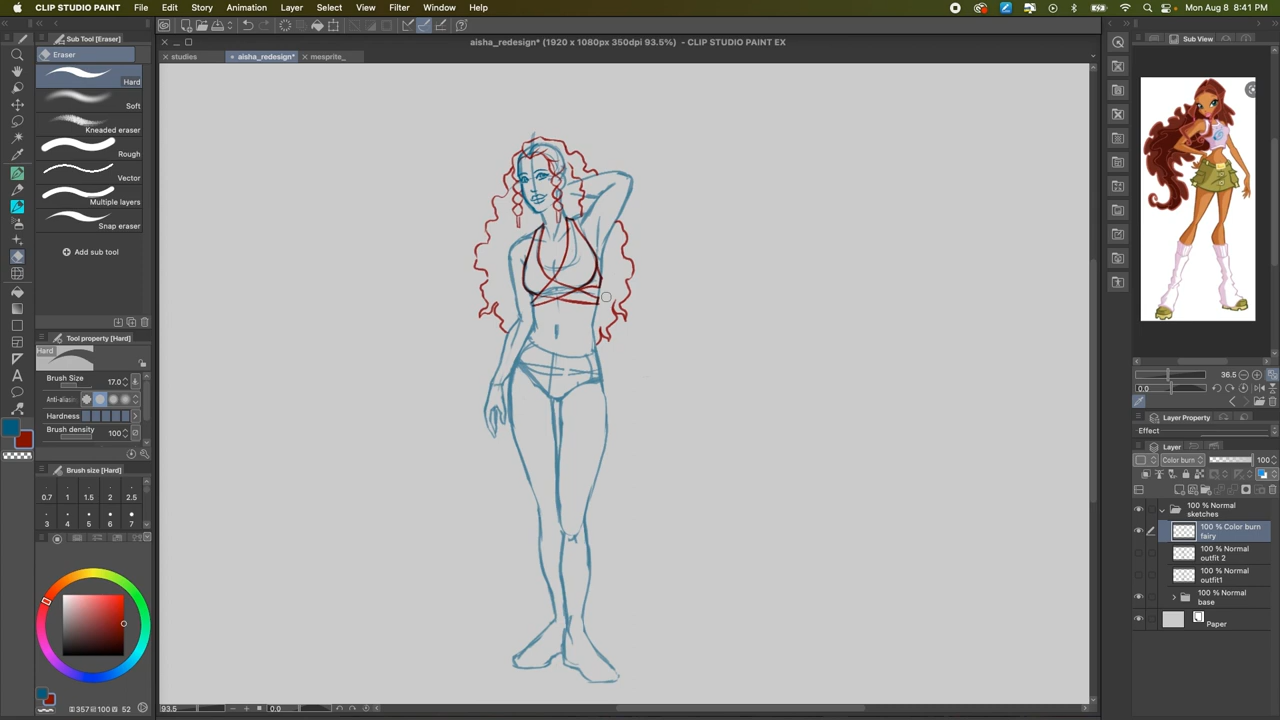 CLIP STUDIO PAINT File Edit Story Animation Layer Select View Filter Window Help Mon Aug 8 8:41 PM
Sub Tool [Eraser]
aisha_redesign* (1920 x 1080px 350dpi 93.5%) - CLIP STUDIO PAINT EX
Sub View
Eraser
studies aisha_redesign* mesprite_
Hard
Soft
Kneaded eraser
Rough
Vector
Multiple layers
Snap eraser
Add sub tool
Tool property [Hard]
Hard
Brush Size 17.0
Anti-aliasing
Hardness
Brush density 100
Brush size [Hard]
0.7 1 1.5 2 2.5
3 4 5 6 7
357 100 52
93.5 0.0
36.5
0.0
Layer Property
Effect
Layer
Color burn 100
100 % Normal
sketches
100 % Color burn
fairy
100 % Normal
outfit 2
100 % Normal
outfit1
100 % Normal
base
Paper